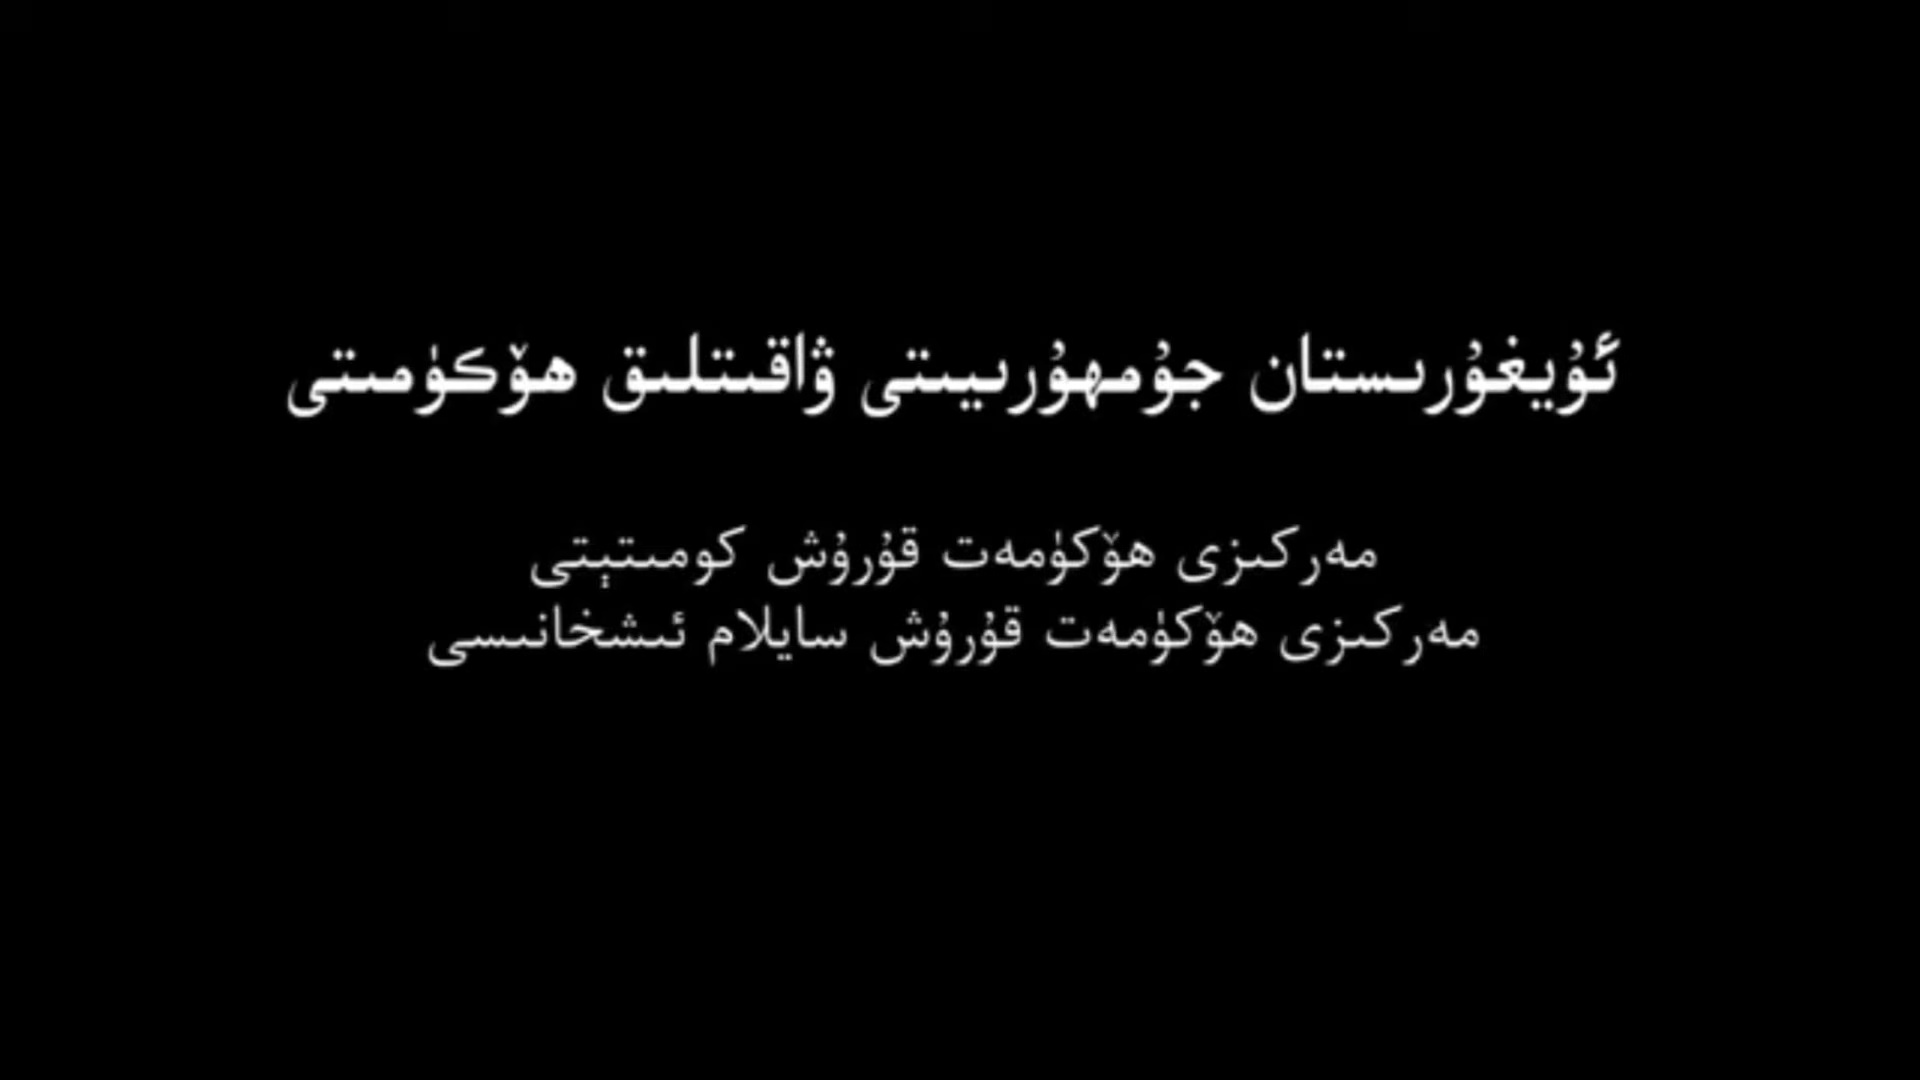 ئۇيغۇرىستان جۇمھۇرىيىتى ۋاقىتلىق ھۆكۈمىتى
مەركىزى ھۆكۈمەت قۇرۇش كومىتېتى
مەركىزى ھۆكۈمەت قۇرۇش سايلام ئىشخانىسى